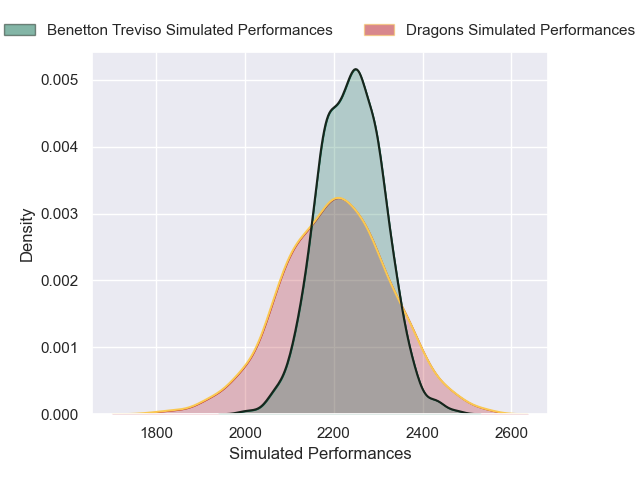 Benetton Treviso Simulated Performances
Dragons Simulated Performances
0.005
0.004
0.003
0.002
0.001
0.000
Density
1800
2000
2200
2400
2600
Simulated Performances